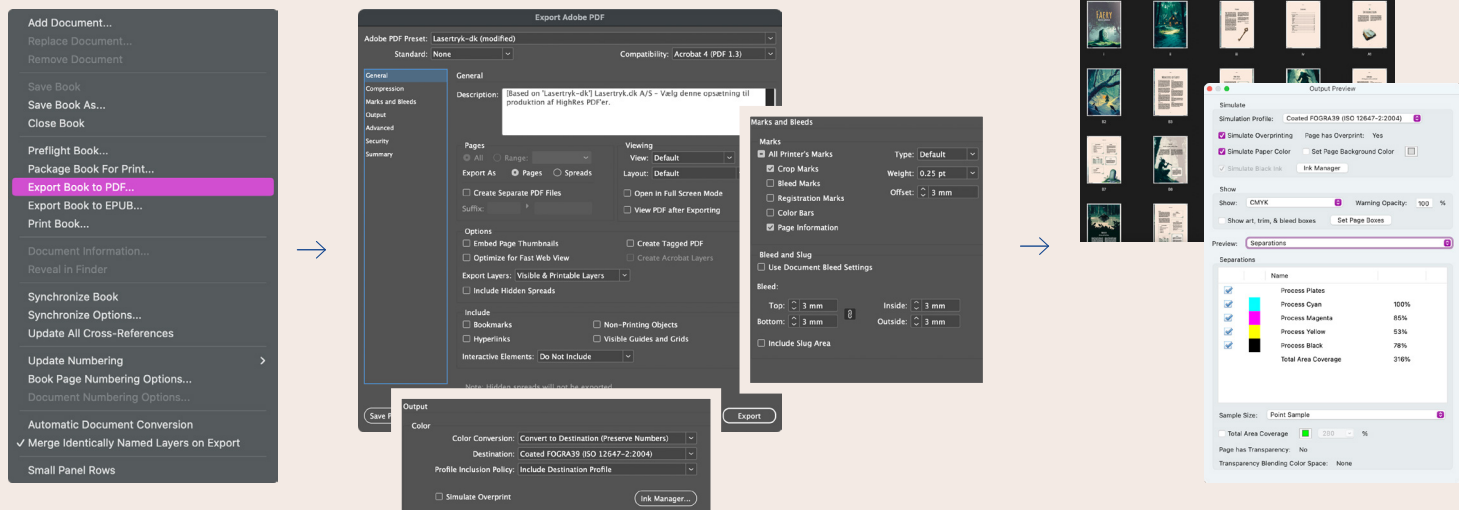 Add Document...
Replace Document...
Remove Document
Save Book
Save Book As...
Close Book
Preflight Book...
Package Book For Print...
Export Book to PDF...
Export Book to EPUB...
Print Book...
Document Information...
Reveal in Finder
Synchronize Book
Synchronize Options...
Update All Cross-References
Update Numbering
Book Page Numbering Options...
Document Numbering Options...
Automatic Document Conversion
✓ Merge Identically Named Layers on Export
Small Panel Rows
Export Adobe PDF
Adobe PDF Preset: Lasertryk-dk (modified)
Standard: None
Compatibility: Acrobat 4 (PDF 1.3)
General
Compression
Marks and Bleeds
Output
Advanced
Security
Summary
General
Description: [Based on 'Lasertryk-dk'] Lasertryk.dk A/S – Vælg denne opsætning til
produktion af HighRes PDF'er.
Pages
All Range:
Export As Pages Spreads
Create Separate PDF Files
Suffix:
Viewing
View: Default
Layout: Default
Open in Full Screen Mode
View PDF after Exporting
Options
Embed Page Thumbnails
Create Tagged PDF
Optimize for Fast Web View
Create Acrobat Layers
Export Layers: Visible & Printable Layers
Include Hidden Spreads
Include
Bookmarks
Non-Printing Objects
Hyperlinks
Visible Guides and Grids
Interactive Elements: Do Not Include
Note: Hidden spreads will not be exported
Save
Export
Output
Color
Color Conversion: Convert to Destination (Preserve Numbers)
Destination: Coated FOGRA39 (ISO 12647-2:2004)
Profile Inclusion Policy: Include Destination Profile
Simulate Overprint
Ink Manager...
Marks and Bleeds
Marks
All Printer's Marks
Type: Default
Crop Marks
Weight: 0.25 pt
Bleed Marks
Offset: 3 mm
Registration Marks
Color Bars
Page Information
Bleed and Slug
Use Document Bleed Settings
Bleed:
Top: 3 mm
Inside: 3 mm
Bottom: 3 mm
Outside: 3 mm
Include Slug Area
FAERY
Output Preview
Simulate
Simulation Profile: Coated FOGRA39 (ISO 12647-2:2004)
Simulate Overprinting Page has Overprint: Yes
Simulate Paper Color Set Page Background Color
Simulate Black Ink Ink Manager
Show
Show: CMYK Warning Opacity: 100 %
Show art, trim, & bleed boxes Set Page Boxes
Preview: Separations
Separations
Name
Process Plates
Process Cyan 100%
Process Magenta 85%
Process Yellow 53%
Process Black 78%
Total Area Coverage 316%
Sample Size: Point Sample
Total Area Coverage 200 %
Page has Transparency: No
Transparency Blending Color Space: None